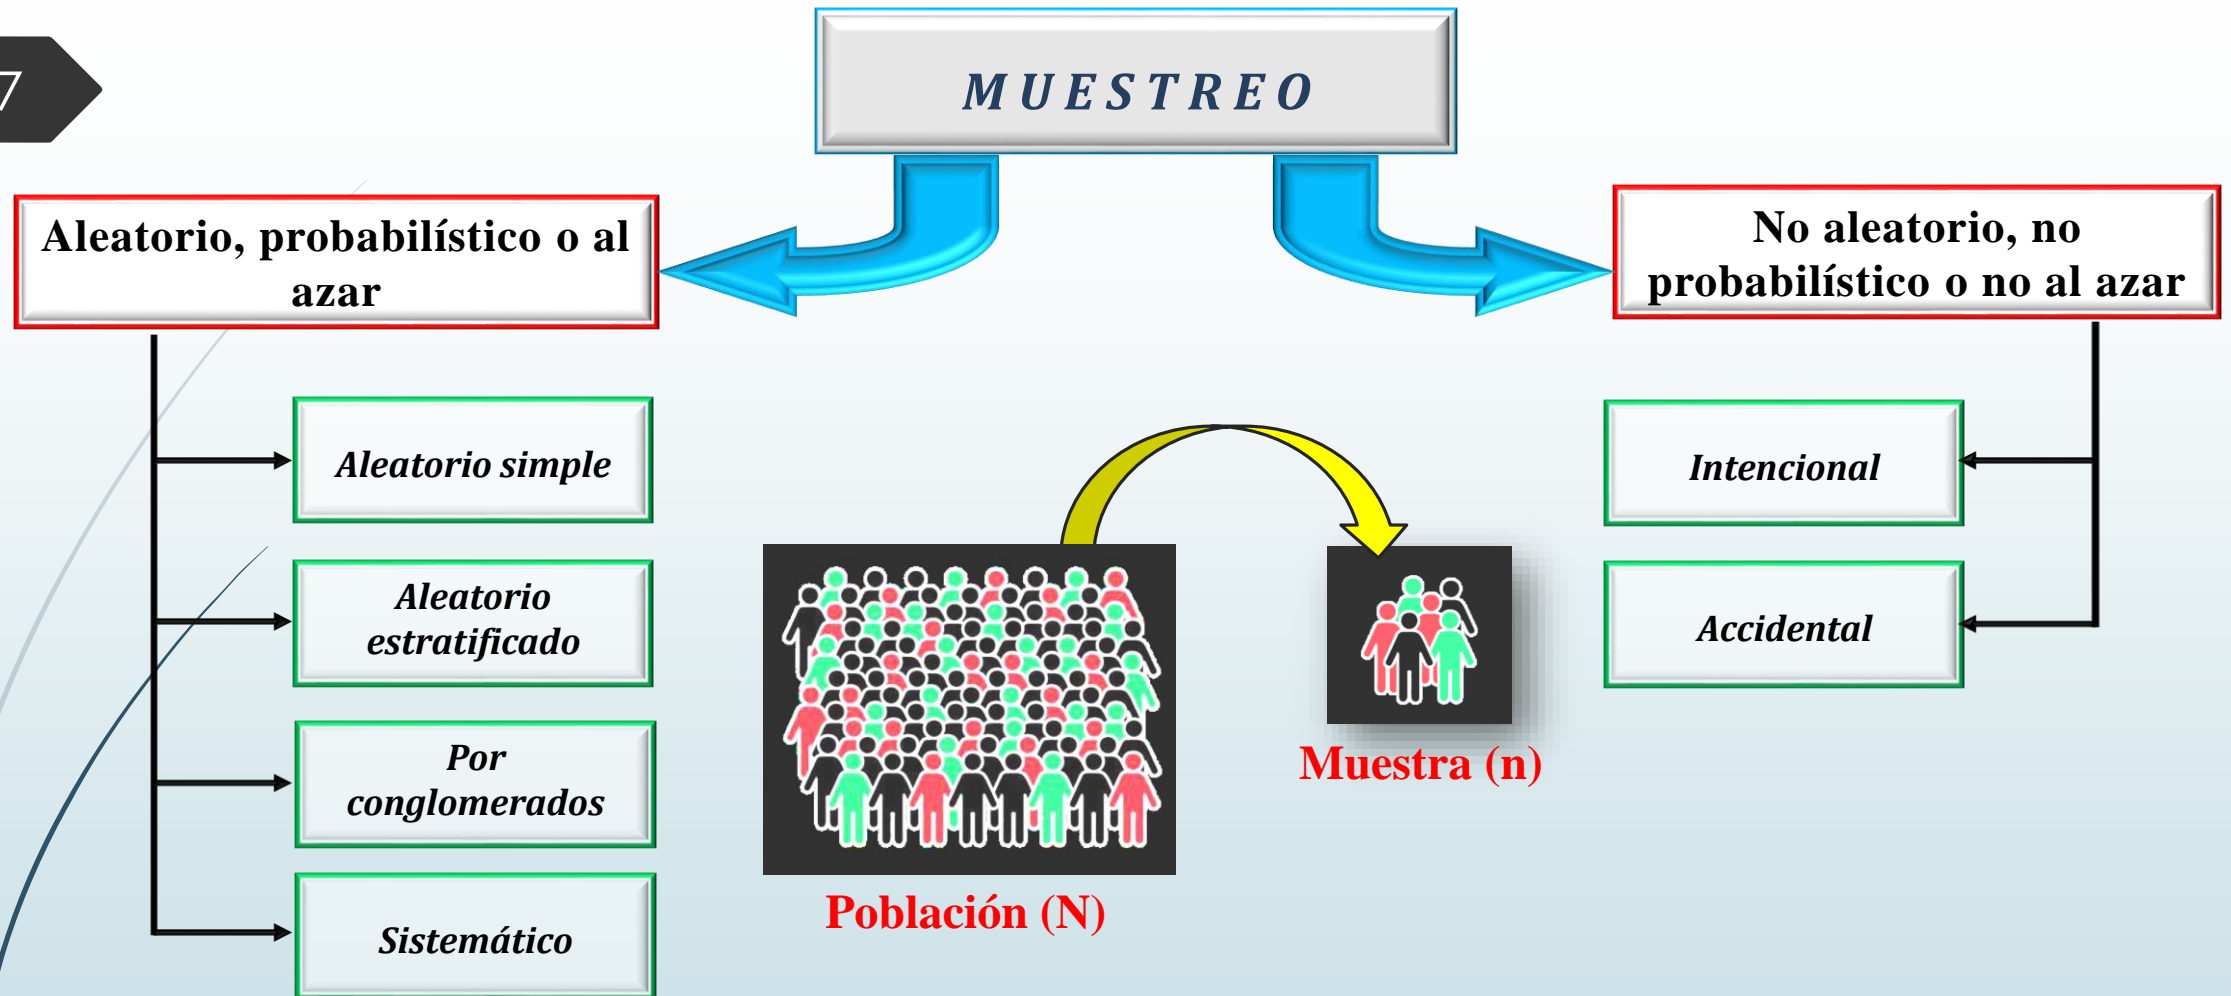 7
MUESTREO
Aleatorio, probabilístico o al
azar
No aleatorio, no
probabilístico o no al azar
Aleatorio simple
Aleatorio
estratificado
Por
conglomerados
Sistemático
Población (N)
Muestra (n)
Intencional
Accidental